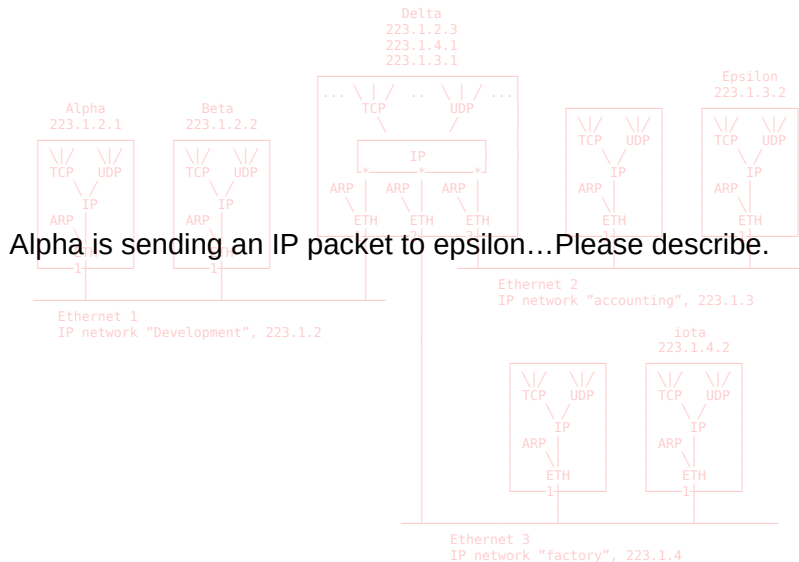 Delta
223.1.2.3
223.1.4.1
223.1.3.1
... \ | / .. \ | / ...
TCP UDP
\ /
IP
*———*———*
ARP ARP ARP
ETH ETH ETH
Alpha
223.1.2.1
\|/ \|/
TCP UDP
\ /
IP
ARP
1
Beta
223.1.2.2
\|/ \|/
TCP UDP
\ /
IP
ARP
1
\|/ \|/
TCP UDP
\ /
IP
ARP
ETH
Epsilon
223.1.3.2
\|/ \|/
TCP UDP
\ /
IP
ARP
ETH
Alpha is sending an IP packet to epsilon…Please describe.
Ethernet 2
IP network ”accounting”, 223.1.3
Ethernet 1
IP network ”Development”, 223.1.2
\|/ \|/
TCP UDP
\ /
IP
ARP
ETH
1
iota
223.1.4.2
\|/ \|/
TCP UDP
\ /
IP
ARP
ETH
1
Ethernet 3
IP network ”factory”, 223.1.4